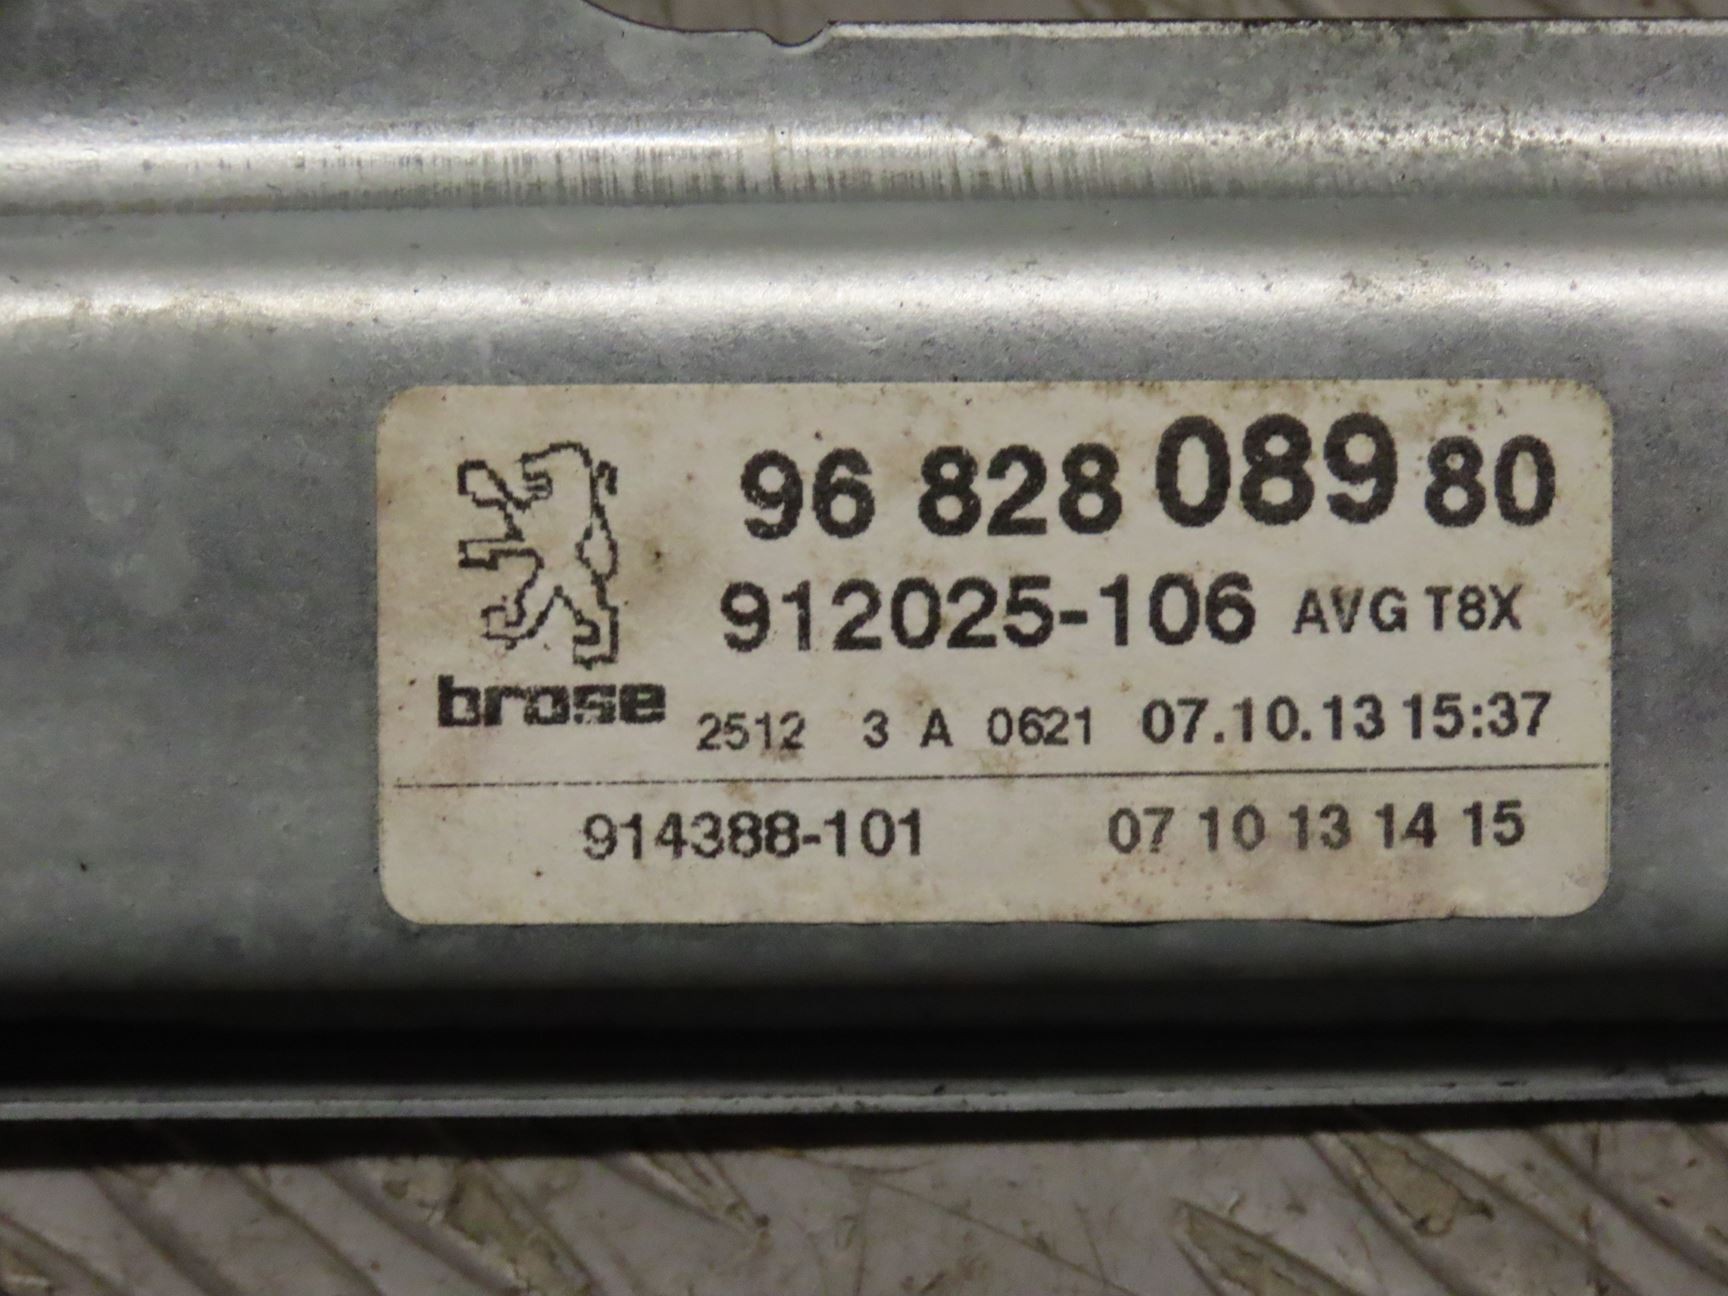 96 828 089 80
912025-106 AVG T8X
brose 2512 3 A 0621 07.10.13 15:37
914388-101 07 10 13 14 15